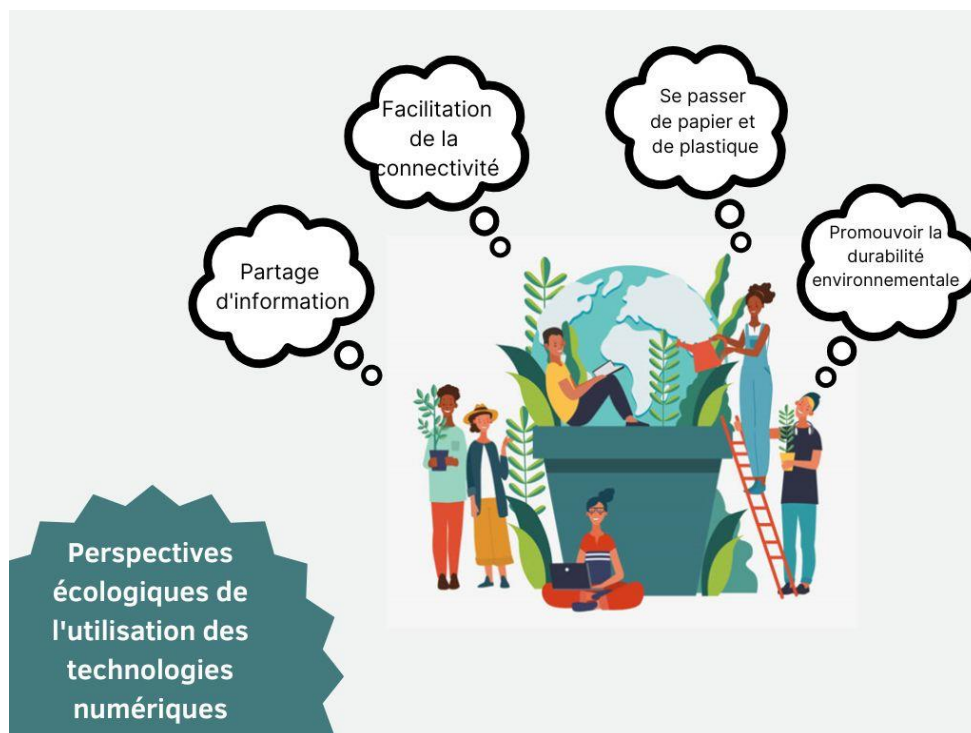 Facilitation
de la
connectivité
Se passer
de papier et
de plastique
Partage
d'information
Promouvoir la
durabilité
environnementale
Perspectives
écologiques de
l'utilisation des
technologies
numériques